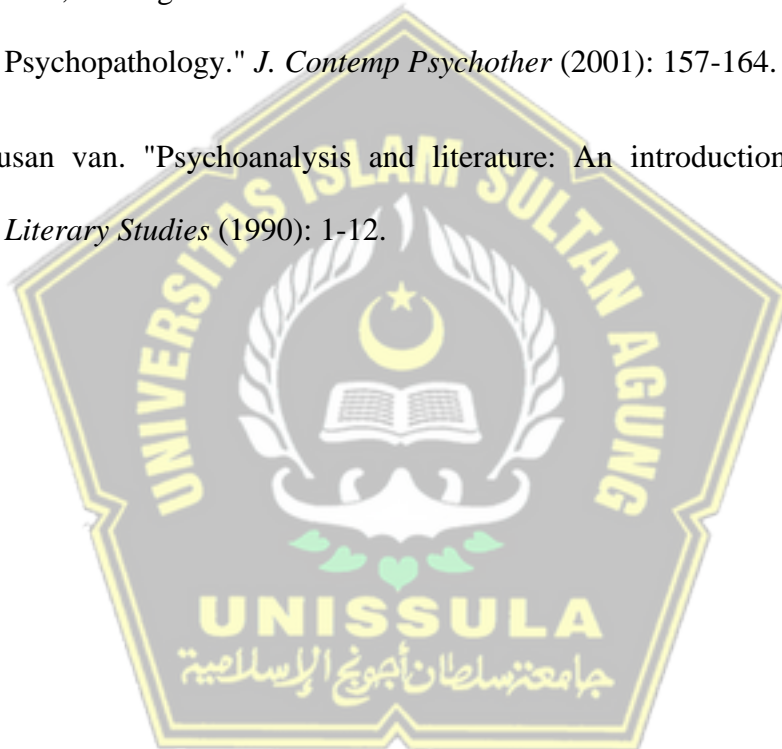 Psychopathology." J. Contemp Psychother (2001): 157-164.
usan van. "Psychoanalysis and literature: An introduction
Literary Studies (1990): 1-12.
UNIVERSITAS ISLAM SULTAN AGUNG
UNISSULA
جامعة سلطان أجونج الإسلامية